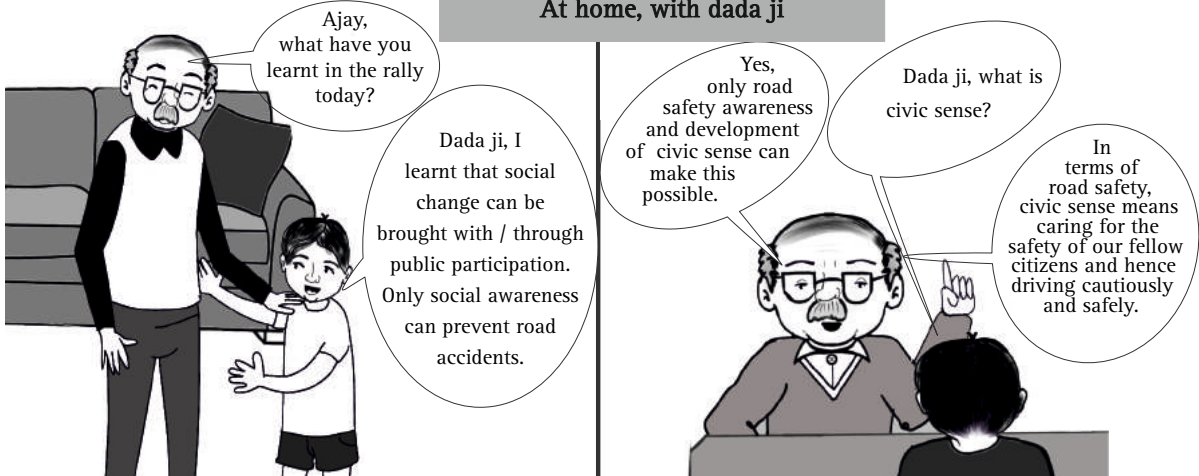 At home, with dada ji
Ajay,
what have you
learnt in the rally
today?
Dada ji, I
learnt that social
change can be
brought with / through
public participation.
Only social awareness
can prevent road
accidents.
Yes,
only road
safety awareness
and development
of civic sense can
make this
possible.
Dada ji, what is
civic sense?
In
terms of
road safety,
civic sense means
caring for the
safety of our fellow
citizens and hence
driving cautiously
and safely.